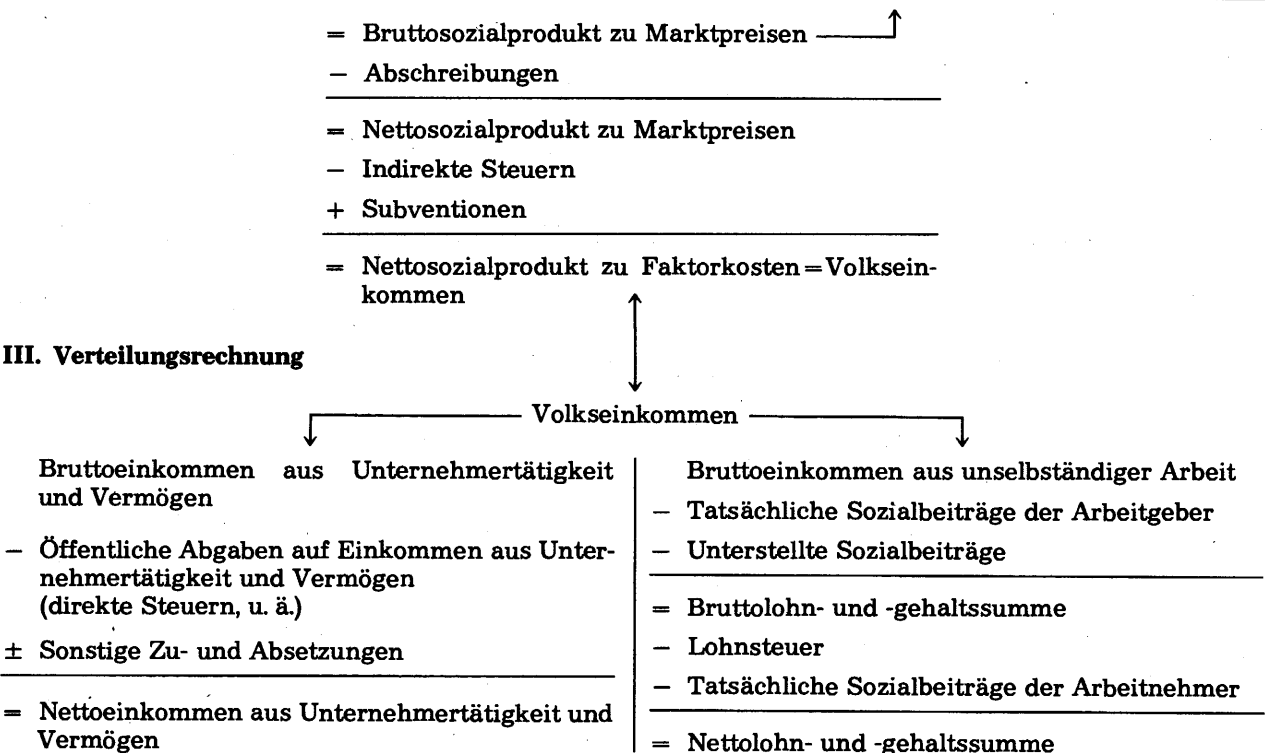 = Bruttosozialprodukt zu Marktpreisen
− Abschreibungen
= Nettosozialprodukt zu Marktpreisen
− Indirekte Steuern
+ Subventionen
= Nettosozialprodukt zu Faktorkosten=Volksein-
kommen
III. Verteilungsrechnung
Volkseinkommen
Bruttoeinkommen aus Unternehmertätigkeit
und Vermögen
− Öffentliche Abgaben auf Einkommen aus Unter-
nehmertätigkeit und Vermögen
(direkte Steuern, u. ä.)
± Sonstige Zu- und Absetzungen
= Nettoeinkommen aus Unternehmertätigkeit und
Vermögen
Bruttoeinkommen aus unselbständiger Arbeit
− Tatsächliche Sozialbeiträge der Arbeitgeber
− Unterstellte Sozialbeiträge
= Bruttolohn- und -gehaltssumme
− Lohnsteuer
− Tatsächliche Sozialbeiträge der Arbeitnehmer
= Nettolohn- und -gehaltssumme